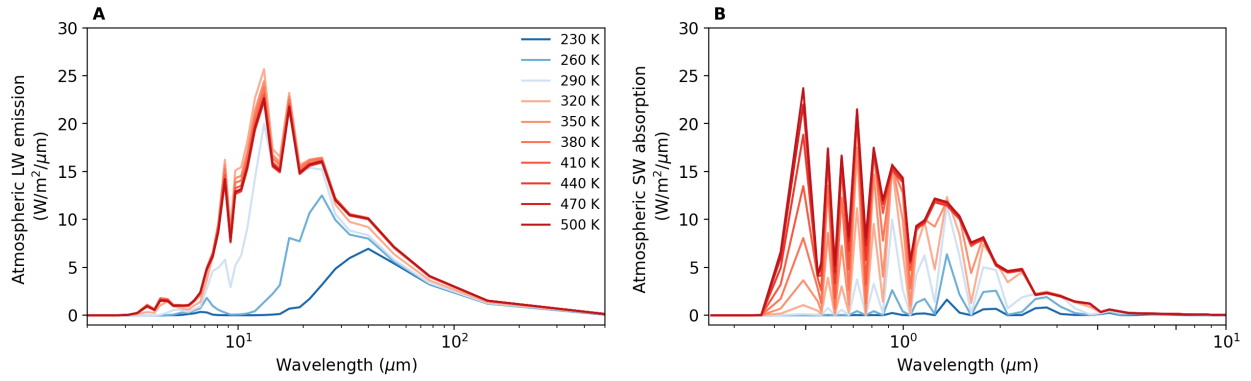 A
30
25
20
15
10
5
0
Atmospheric LW emission
(W/m²/μm)
10¹
10²
Wavelength (μm)
230 K
260 K
290 K
320 K
350 K
380 K
410 K
440 K
470 K
500 K
B
30
25
20
15
10
5
0
Atmospheric SW absorption
(W/m²/μm)
10⁰
10¹
Wavelength (μm)